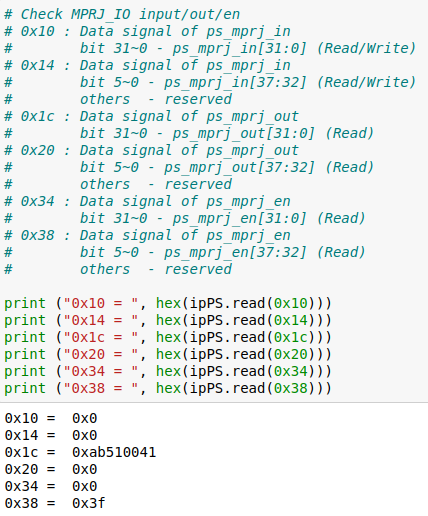 # Check MPRJ_IO input/out/en
# 0x10 : Data signal of ps_mprj_in
#        bit 31~0 - ps_mprj_in[31:0] (Read/Write)
# 0x14 : Data signal of ps_mprj_in
#        bit 5~0 - ps_mprj_in[37:32] (Read/Write)
#        others  - reserved
# 0x1c : Data signal of ps_mprj_out
#        bit 31~0 - ps_mprj_out[31:0] (Read)
# 0x20 : Data signal of ps_mprj_out
#        bit 5~0 - ps_mprj_out[37:32] (Read)
#        others  - reserved
# 0x34 : Data signal of ps_mprj_en
#        bit 31~0 - ps_mprj_en[31:0] (Read)
# 0x38 : Data signal of ps_mprj_en
#        bit 5~0 - ps_mprj_en[37:32] (Read)
#        others  - reserved
print ("0x10 = ", hex(ipPS.read(0x10)))
print ("0x14 = ", hex(ipPS.read(0x14)))
print ("0x1c = ", hex(ipPS.read(0x1c)))
print ("0x20 = ", hex(ipPS.read(0x20)))
print ("0x34 = ", hex(ipPS.read(0x34)))
print ("0x38 = ", hex(ipPS.read(0x38)))
0x10 =  0x0
0x14 =  0x0
0x1c =  0xab510041
0x20 =  0x0
0x34 =  0x0
0x38 =  0x3f